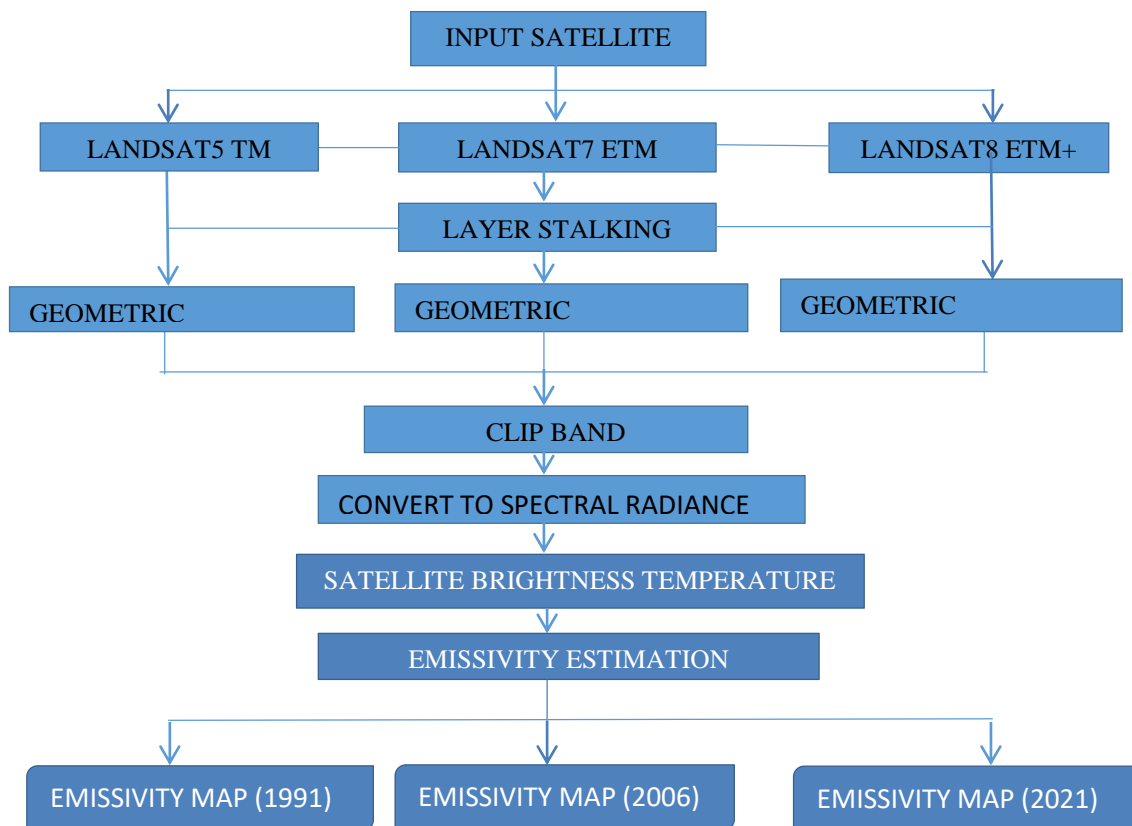 INPUT SATELLITE
LANDSAT5 TM
LANDSAT7 ETM
LANDSAT8 ETM+
LAYER STALKING
GEOMETRIC
GEOMETRIC
GEOMETRIC
CLIP BAND
CONVERT TO SPECTRAL RADIANCE
SATELLITE BRIGHTNESS TEMPERATURE
EMISSIVITY ESTIMATION
EMISSIVITY MAP (1991)
EMISSIVITY MAP (2006)
EMISSIVITY MAP (2021)